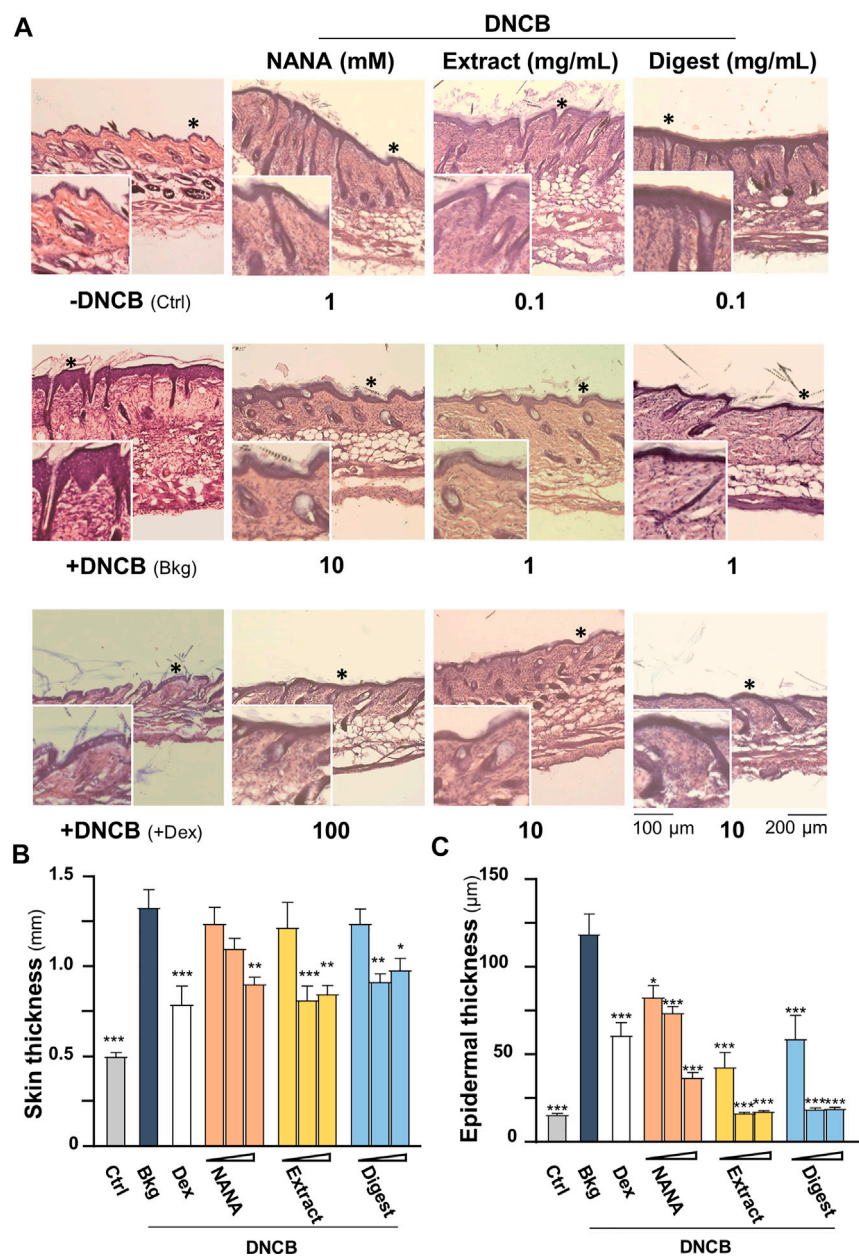 A
DNCB
NANA (mM) Extract (mg/mL) Digest (mg/mL)
* * * *
-DNCB (Ctrl) 1 0.1 0.1
* * * *
+DNCB (Bkg) 10 1 1
* * * *
+DNCB (+Dex) 100 10 100 µm 10 200 µm
B
Skin thickness (mm)
1.5
1.0
0.5
0
*** *** ** *** ** ** *
Ctrl Bkg Dex NANA Extract Digest
DNCB
C
Epidermal thickness (µm)
150
100
50
0
*** *** * *** *** *** *** *** *** *** ***
Ctrl Bkg Dex NANA Extract Digest
DNCB